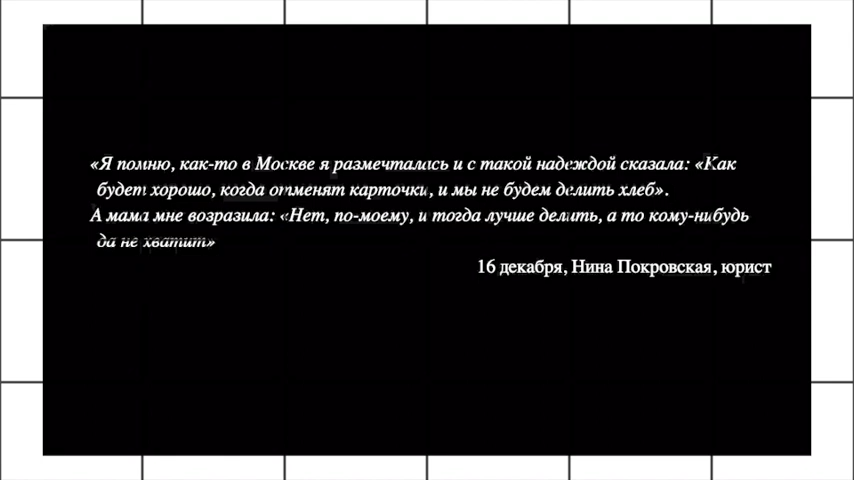 «Я помню, как-то в Москве я размечталась и с такой надеждой сказала: «Как
будет хорошо, когда отменят карточки, и мы не будем делить хлеб».
А мама мне возразила: «Нет, по-моему, и тогда лучше делить, а то кому-нибудь
да не хватит»
16 декабря, Нина Покровская, юрист